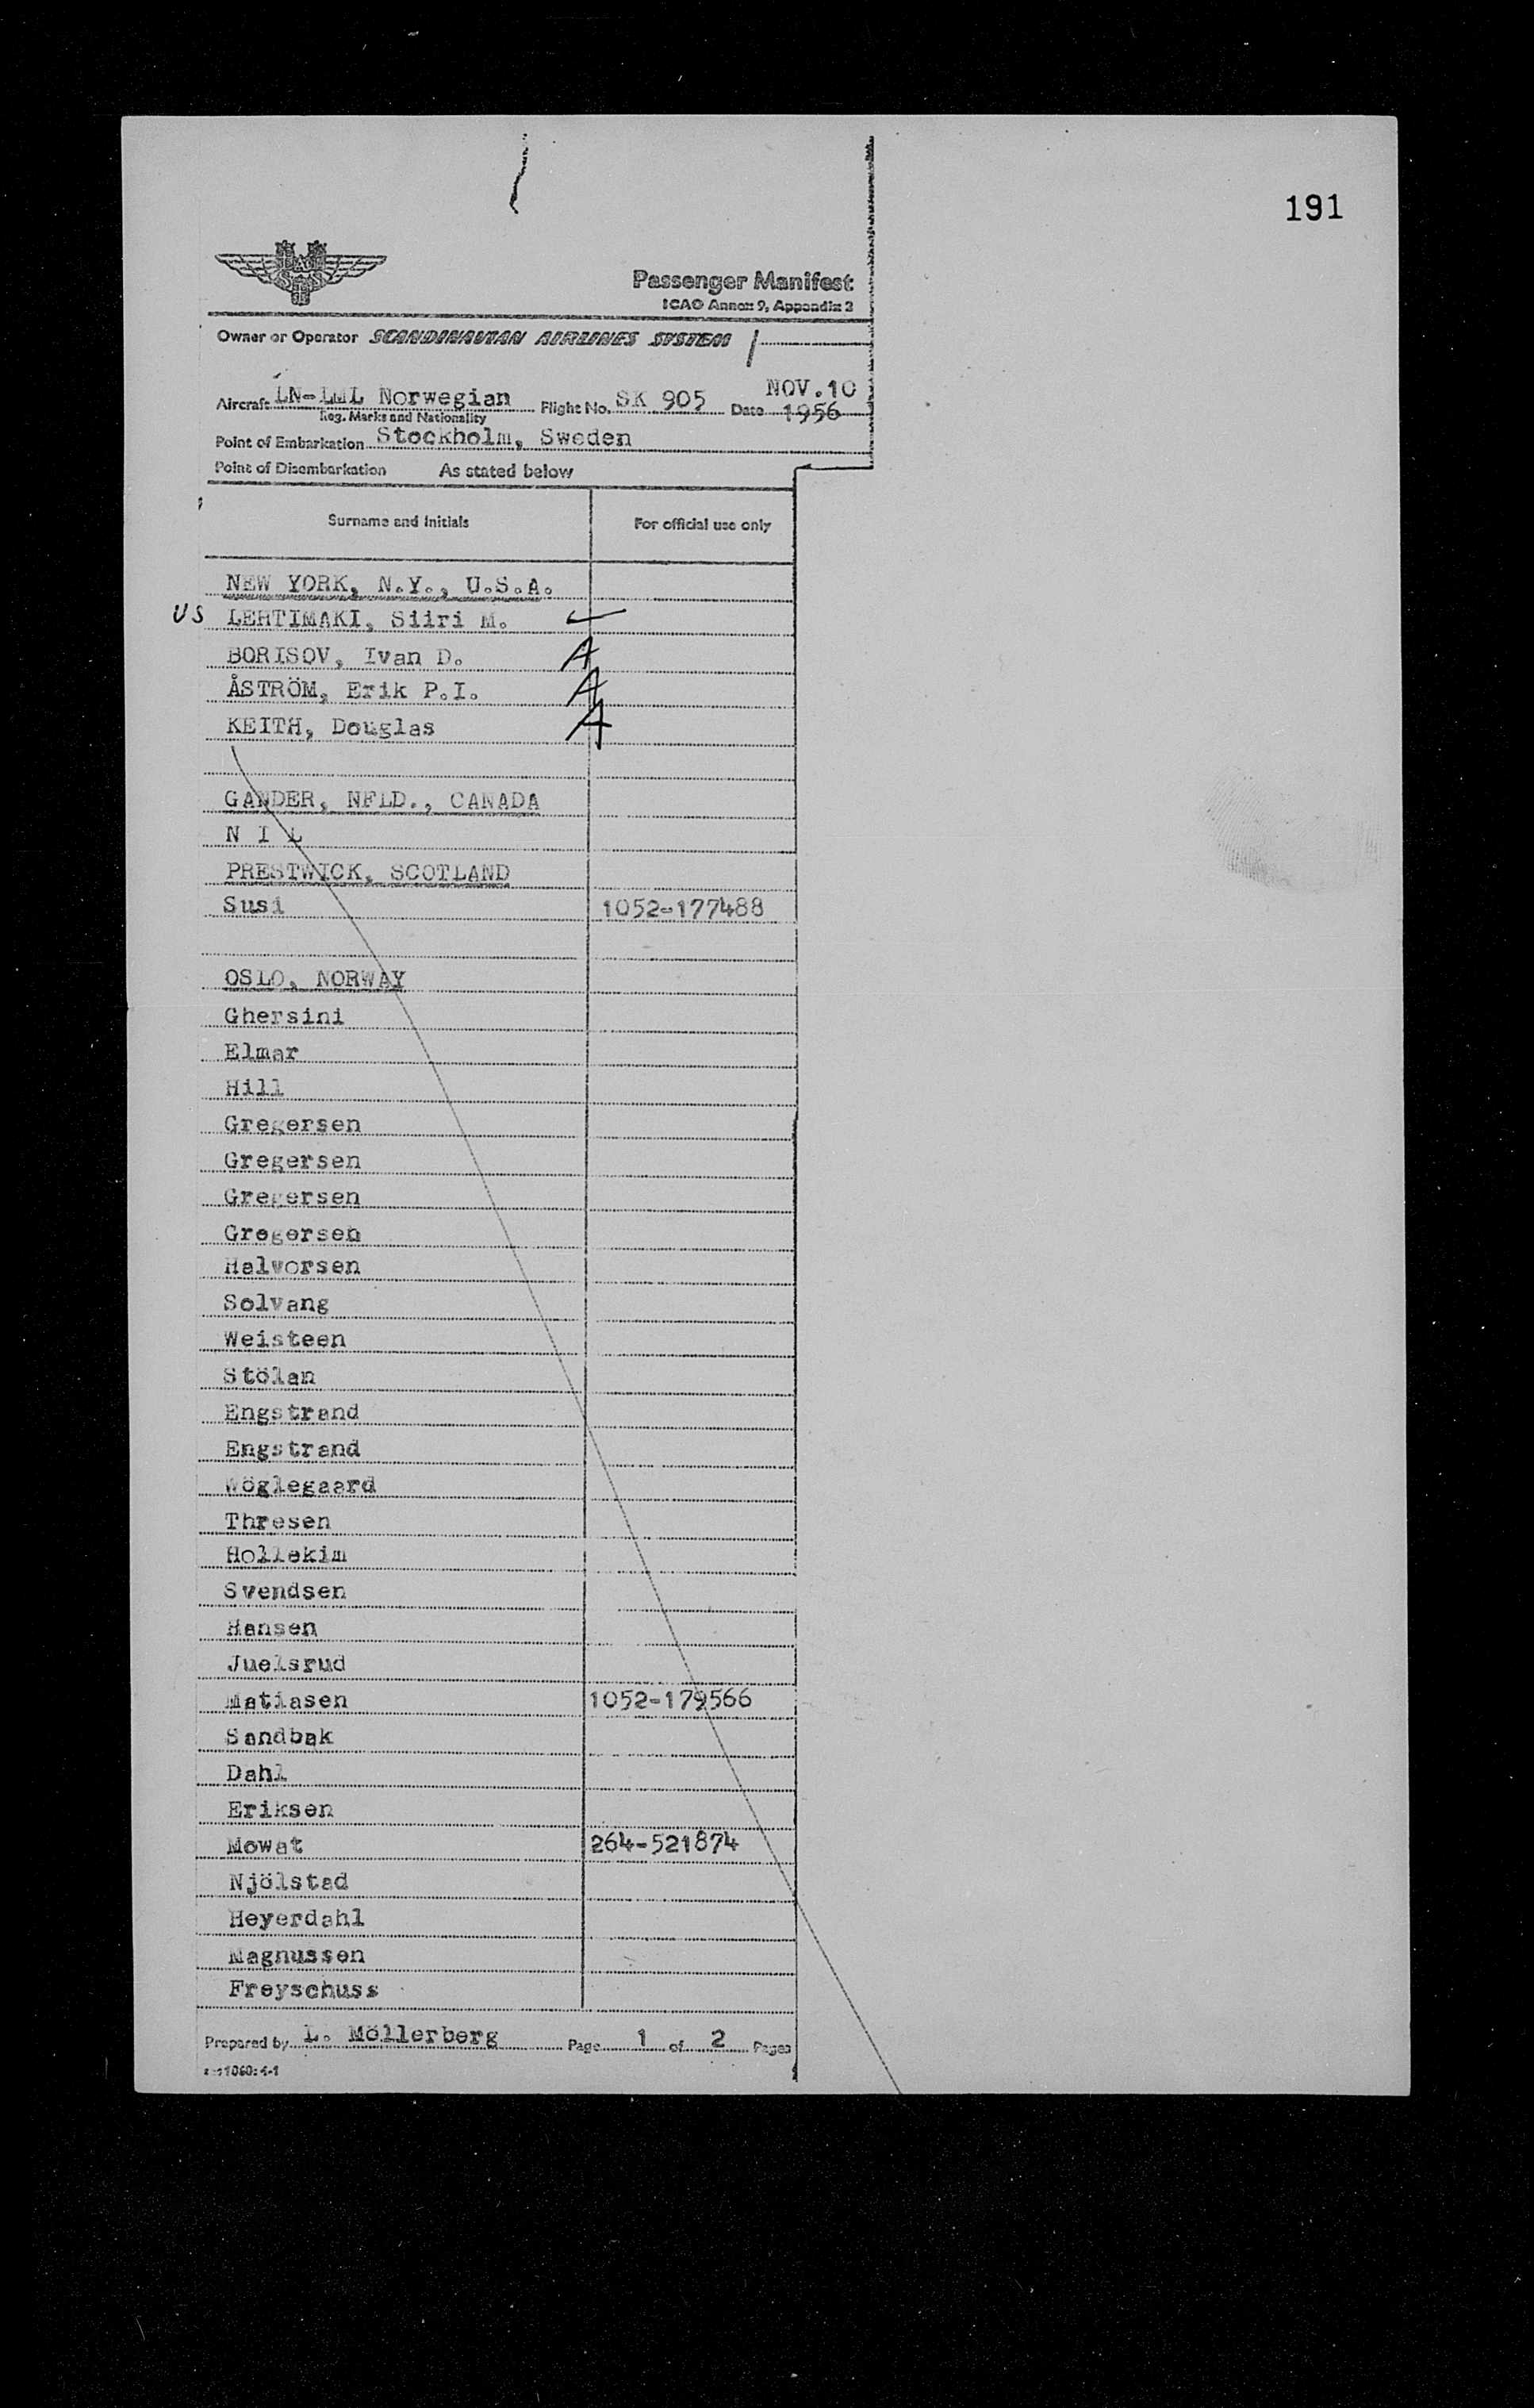 191
Passenger Manifest
ICAO Annex 9, Appendix 2
Owner or Operator SCANDINAVIAN AIRLINES SYSTEM
NOV.10
Aircraft LN-LML Norwegian Flight No. SK 905 Date 1956
Reg. Marks and Nationality
Point of Embarkation Stockholm, Sweden
Point of Disembarkation As stated below
Surname and initials For official use only
NEW YORK, N.Y., U.S.A.
US LEHTIMAKI, Siiri M. ✓
BORISOV, Ivan D. A
ÅSTRÖM, Erik P.I. A
KEITH, Douglas A
GANDER, NFLD., CANADA
N I L
PRESTWICK, SCOTLAND
Susi 1052-177488
OSLO, NORWAY
Ghersini
Elmar
Hill
Gregersen
Gregersen
Gregersen
Gregersen
Halvorsen
Solvang
Weisteen
Stölan
Engstrand
Engstrand
Wöglegaard
Thresen
Hollekim
Svendsen
Hansen
Juelsrud
Matiasen 1052-179566
Sandbak
Dahl
Eriksen
Mowat 264-521874
Njölstad
Heyerdahl
Magnussen
Freyschuss
Prepared by L. Möllerberg Page 1 of 2 Pages